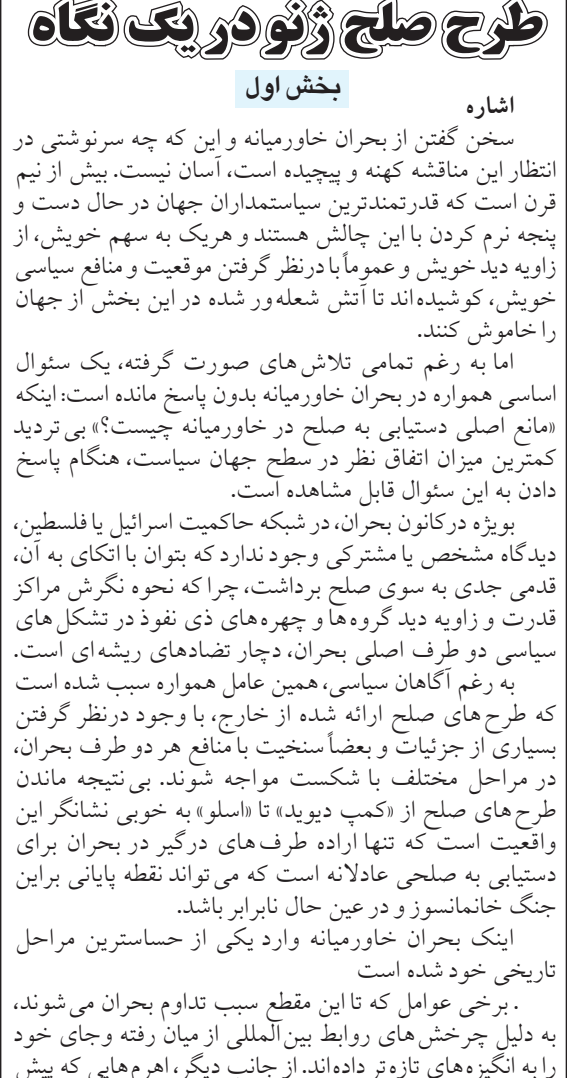 طرح صلح ژنو در یک نگاه
بخش اول
اشاره
سخن گفتن از بحران خاورمیانه و این که چه سرنوشتی در
انتظار این مناقشه کهنه و پیچیده است، آسان نیست. بیش از نیم
قرن است که قدرتمندترین سیاستمداران جهان در حال دست و
پنجه نرم کردن با این چالش هستند و هریک به سهم خویش، از
زاویه دید خویش و عموماً با درنظر گرفتن موقعیت و منافع سیاسی
خویش، کوشیده‌اند تا آتش شعله‌ور شده در این بخش از جهان
را خاموش کنند.
اما به رغم تمامی تلاش‌های صورت گرفته، یک سئوال
اساسی همواره در بحران خاورمیانه بدون پاسخ مانده است: اینکه
«مانع اصلی دستیابی به صلح در خاورمیانه چیست؟» بی‌تردید
کمترین میزان اتفاق نظر در سطح جهان سیاست، هنگام پاسخ
دادن به این سئوال قابل مشاهده است.
بویژه درکانون بحران، در شبکه حاکمیت اسرائیل یا فلسطین،
دیدگاه مشخص یا مشترکی وجود ندارد که بتوان با اتکای به آن،
قدمی جدی به سوی صلح برداشت، چرا که نحوه نگرش مراکز
قدرت و زاویه دید گروه‌ها و چهره‌های ذی نفوذ در تشکل‌های
سیاسی دو طرف اصلی بحران، دچار تضادهای ریشه‌ای است.
به رغم آگاهان سیاسی، همین عامل همواره سبب شده است
که طرح‌های صلح ارائه شده از خارج، با وجود درنظر گرفتن
بسیاری از جزئیات و بعضاً سنخیت با منافع هر دو طرف بحران،
در مراحل مختلف با شکست مواجه شوند. بی‌نتیجه ماندن
طرح‌های صلح از «کمپ دیوید» تا «اسلو» به خوبی نشانگر این
واقعیت است که تنها اراده طرف‌های درگیر در بحران برای
دستیابی به صلحی عادلانه است که می‌تواند نقطه پایانی براین
جنگ خانمانسوز و در عین حال نابرابر باشد.
اینک بحران خاورمیانه وارد یکی از حساسترین مراحل
تاریخی خود شده است
. برخی عوامل که تا این مقطع سبب تداوم بحران می‌شوند،
به دلیل چرخش‌های روابط بین‌المللی از میان رفته وجای خود
را به انگیزه‌های تازه‌تر داده‌اند. از جانب دیگر، اهرم‌هایی که پیش